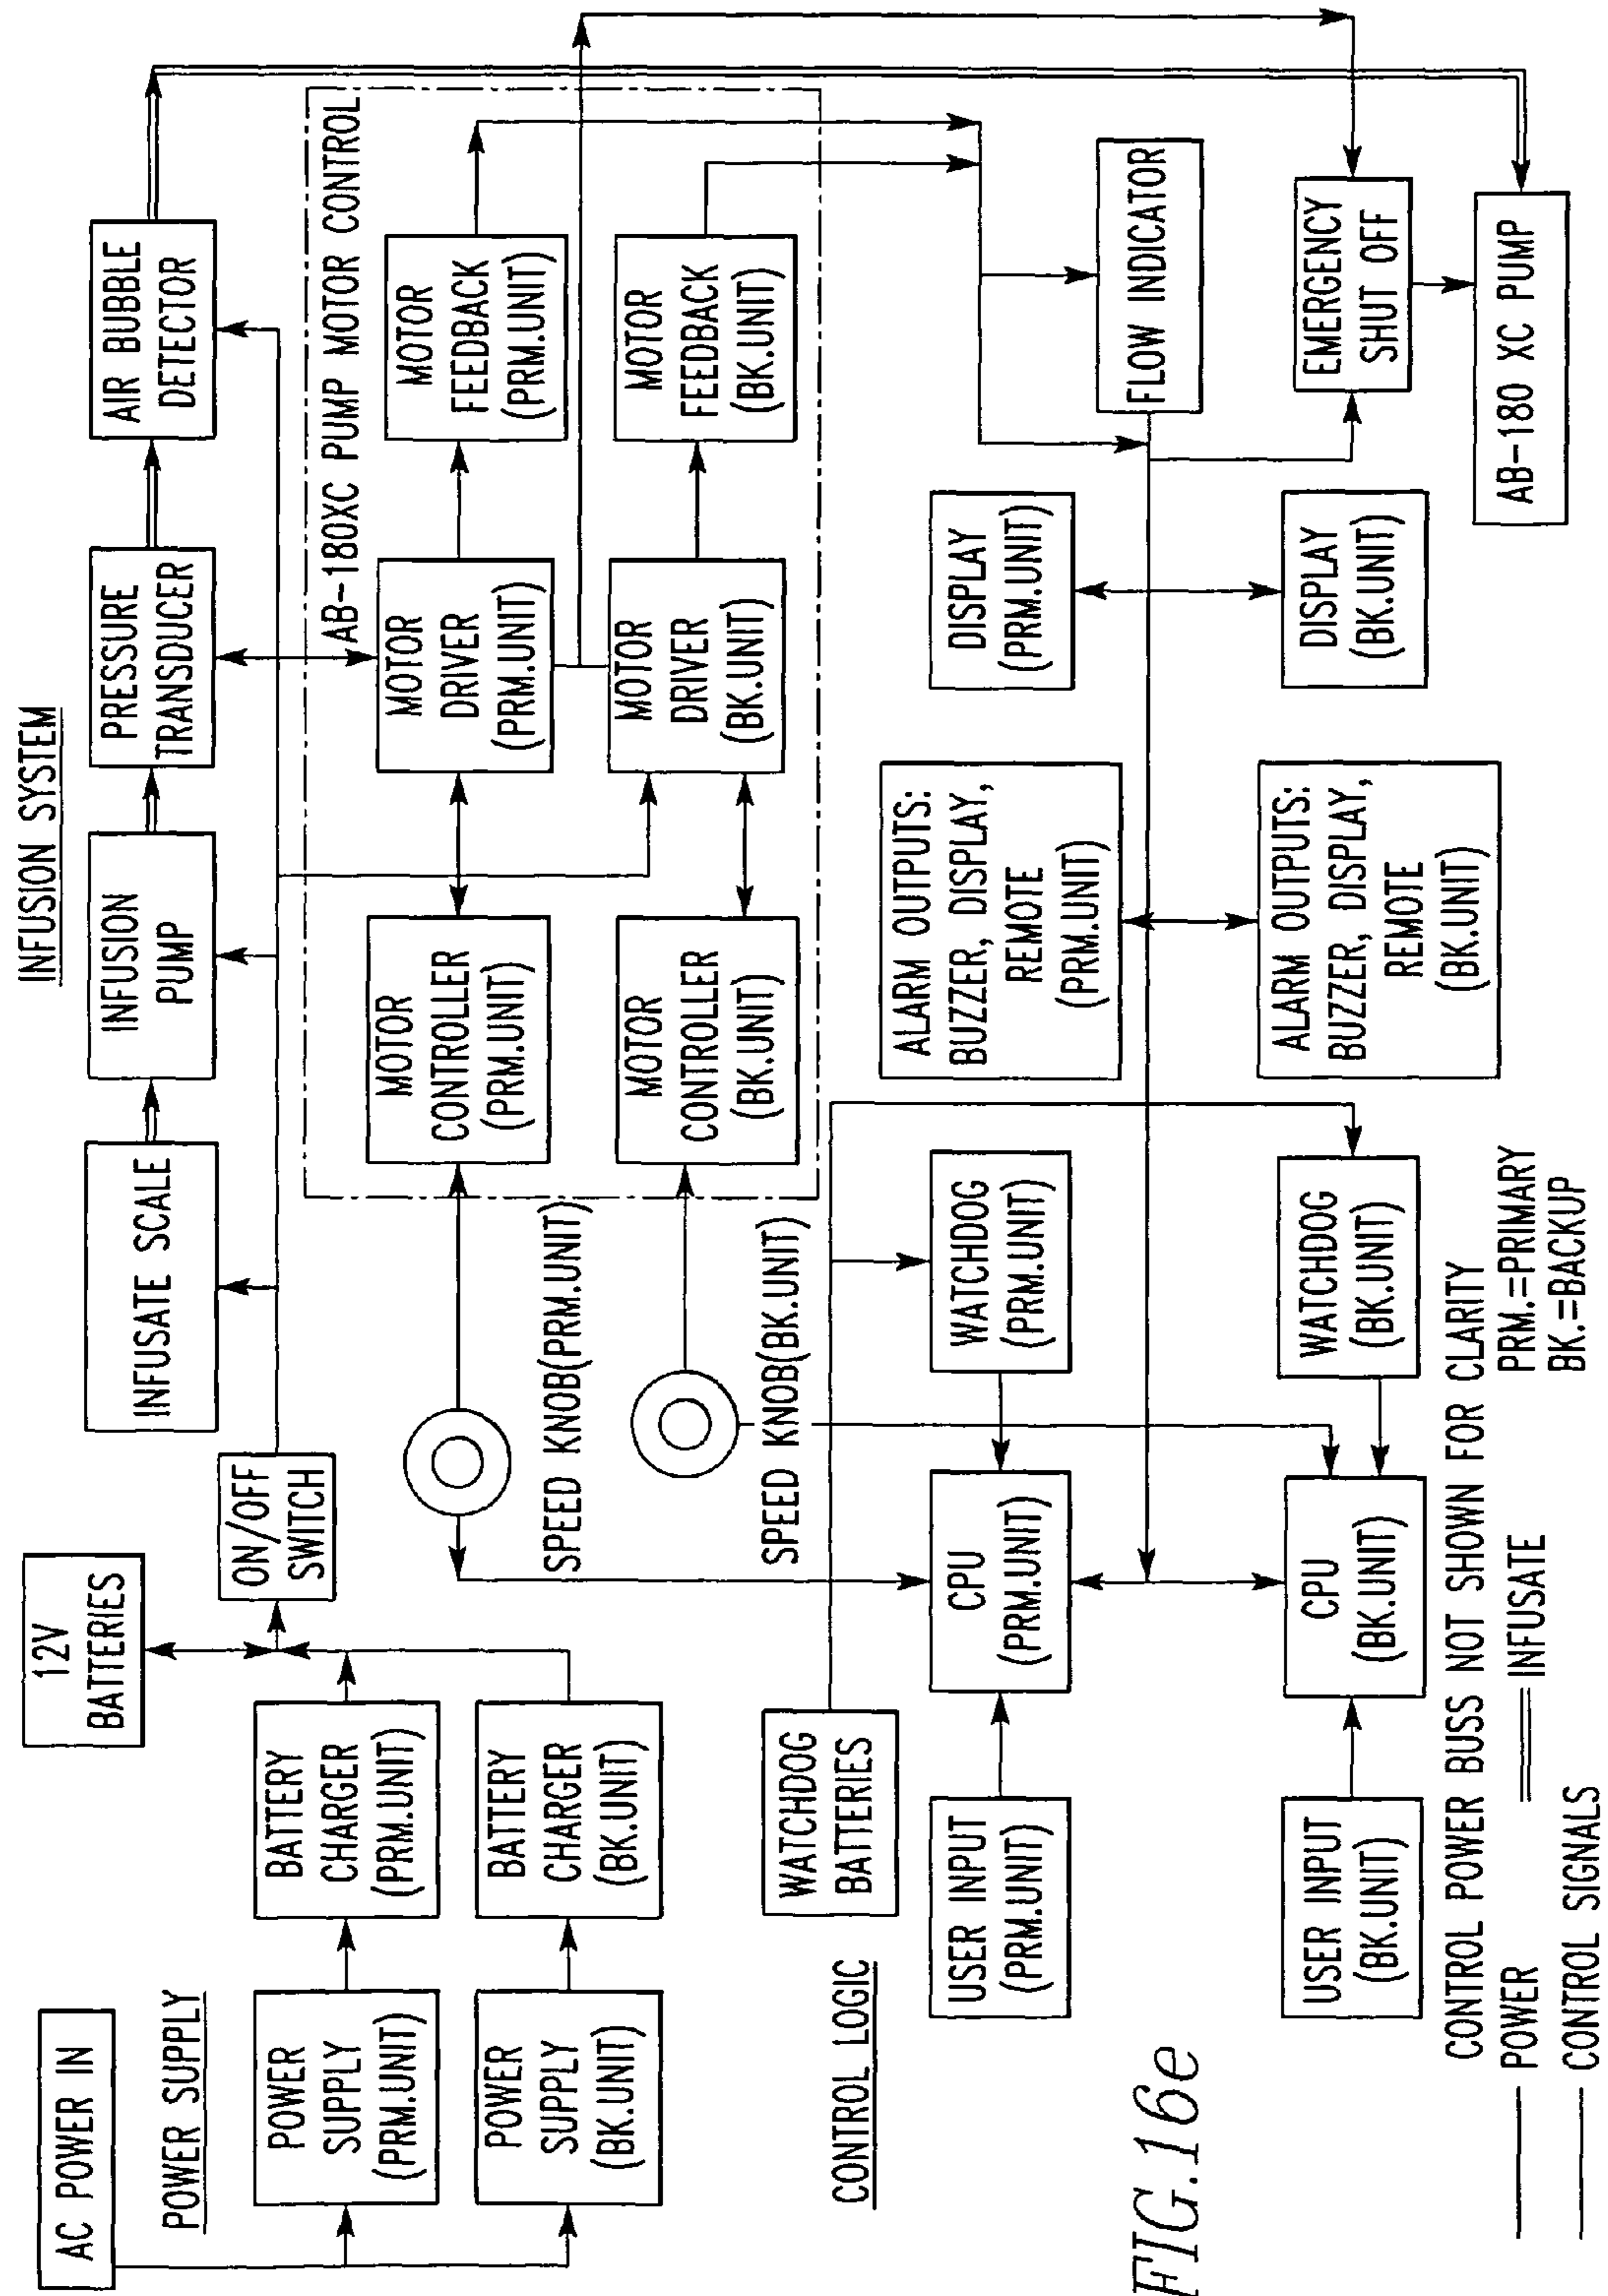 AC POWER IN
POWER SUPPLY
POWER
SUPPLY
(PRM.UNIT)
POWER
SUPPLY
(BK.UNIT)
BATTERY
CHARGER
(PRM.UNIT)
BATTERY
CHARGER
(BK.UNIT)
12V
BATTERIES
ON/OFF
SWITCH
INFUSION SYSTEM
INFUSATE SCALE
INFUSION
PUMP
PRESSURE
TRANSDUCER
AIR BUBBLE
DETECTOR
AB-180XC PUMP MOTOR CONTROL
SPEED KNOB(PRM.UNIT)
MOTOR
CONTROLLER
(PRM.UNIT)
MOTOR
DRIVER
(PRM.UNIT)
MOTOR
FEEDBACK
(PRM.UNIT)
SPEED KNOB(BK.UNIT)
MOTOR
CONTROLLER
(BK.UNIT)
MOTOR
DRIVER
(BK.UNIT)
MOTOR
FEEDBACK
(BK.UNIT)
CONTROL LOGIC
WATCHDOG
BATTERIES
USER INPUT
(PRM.UNIT)
CPU
(PRM.UNIT)
WATCHDOG
(PRM.UNIT)
ALARM OUTPUTS:
BUZZER, DISPLAY,
REMOTE
(PRM.UNIT)
DISPLAY
(PRM.UNIT)
FLOW INDICATOR
USER INPUT
(BK.UNIT)
CPU
(BK.UNIT)
WATCHDOG
(BK.UNIT)
ALARM OUTPUTS:
BUZZER, DISPLAY,
REMOTE
(BK.UNIT)
DISPLAY
(BK.UNIT)
EMERGENCY
SHUT OFF
AB-180 XC PUMP
CONTROL POWER BUSS NOT SHOWN FOR CLARITY
POWER
INFUSATE
PRM.=PRIMARY
CONTROL SIGNALS
BK.=BACKUP
FIG.16e